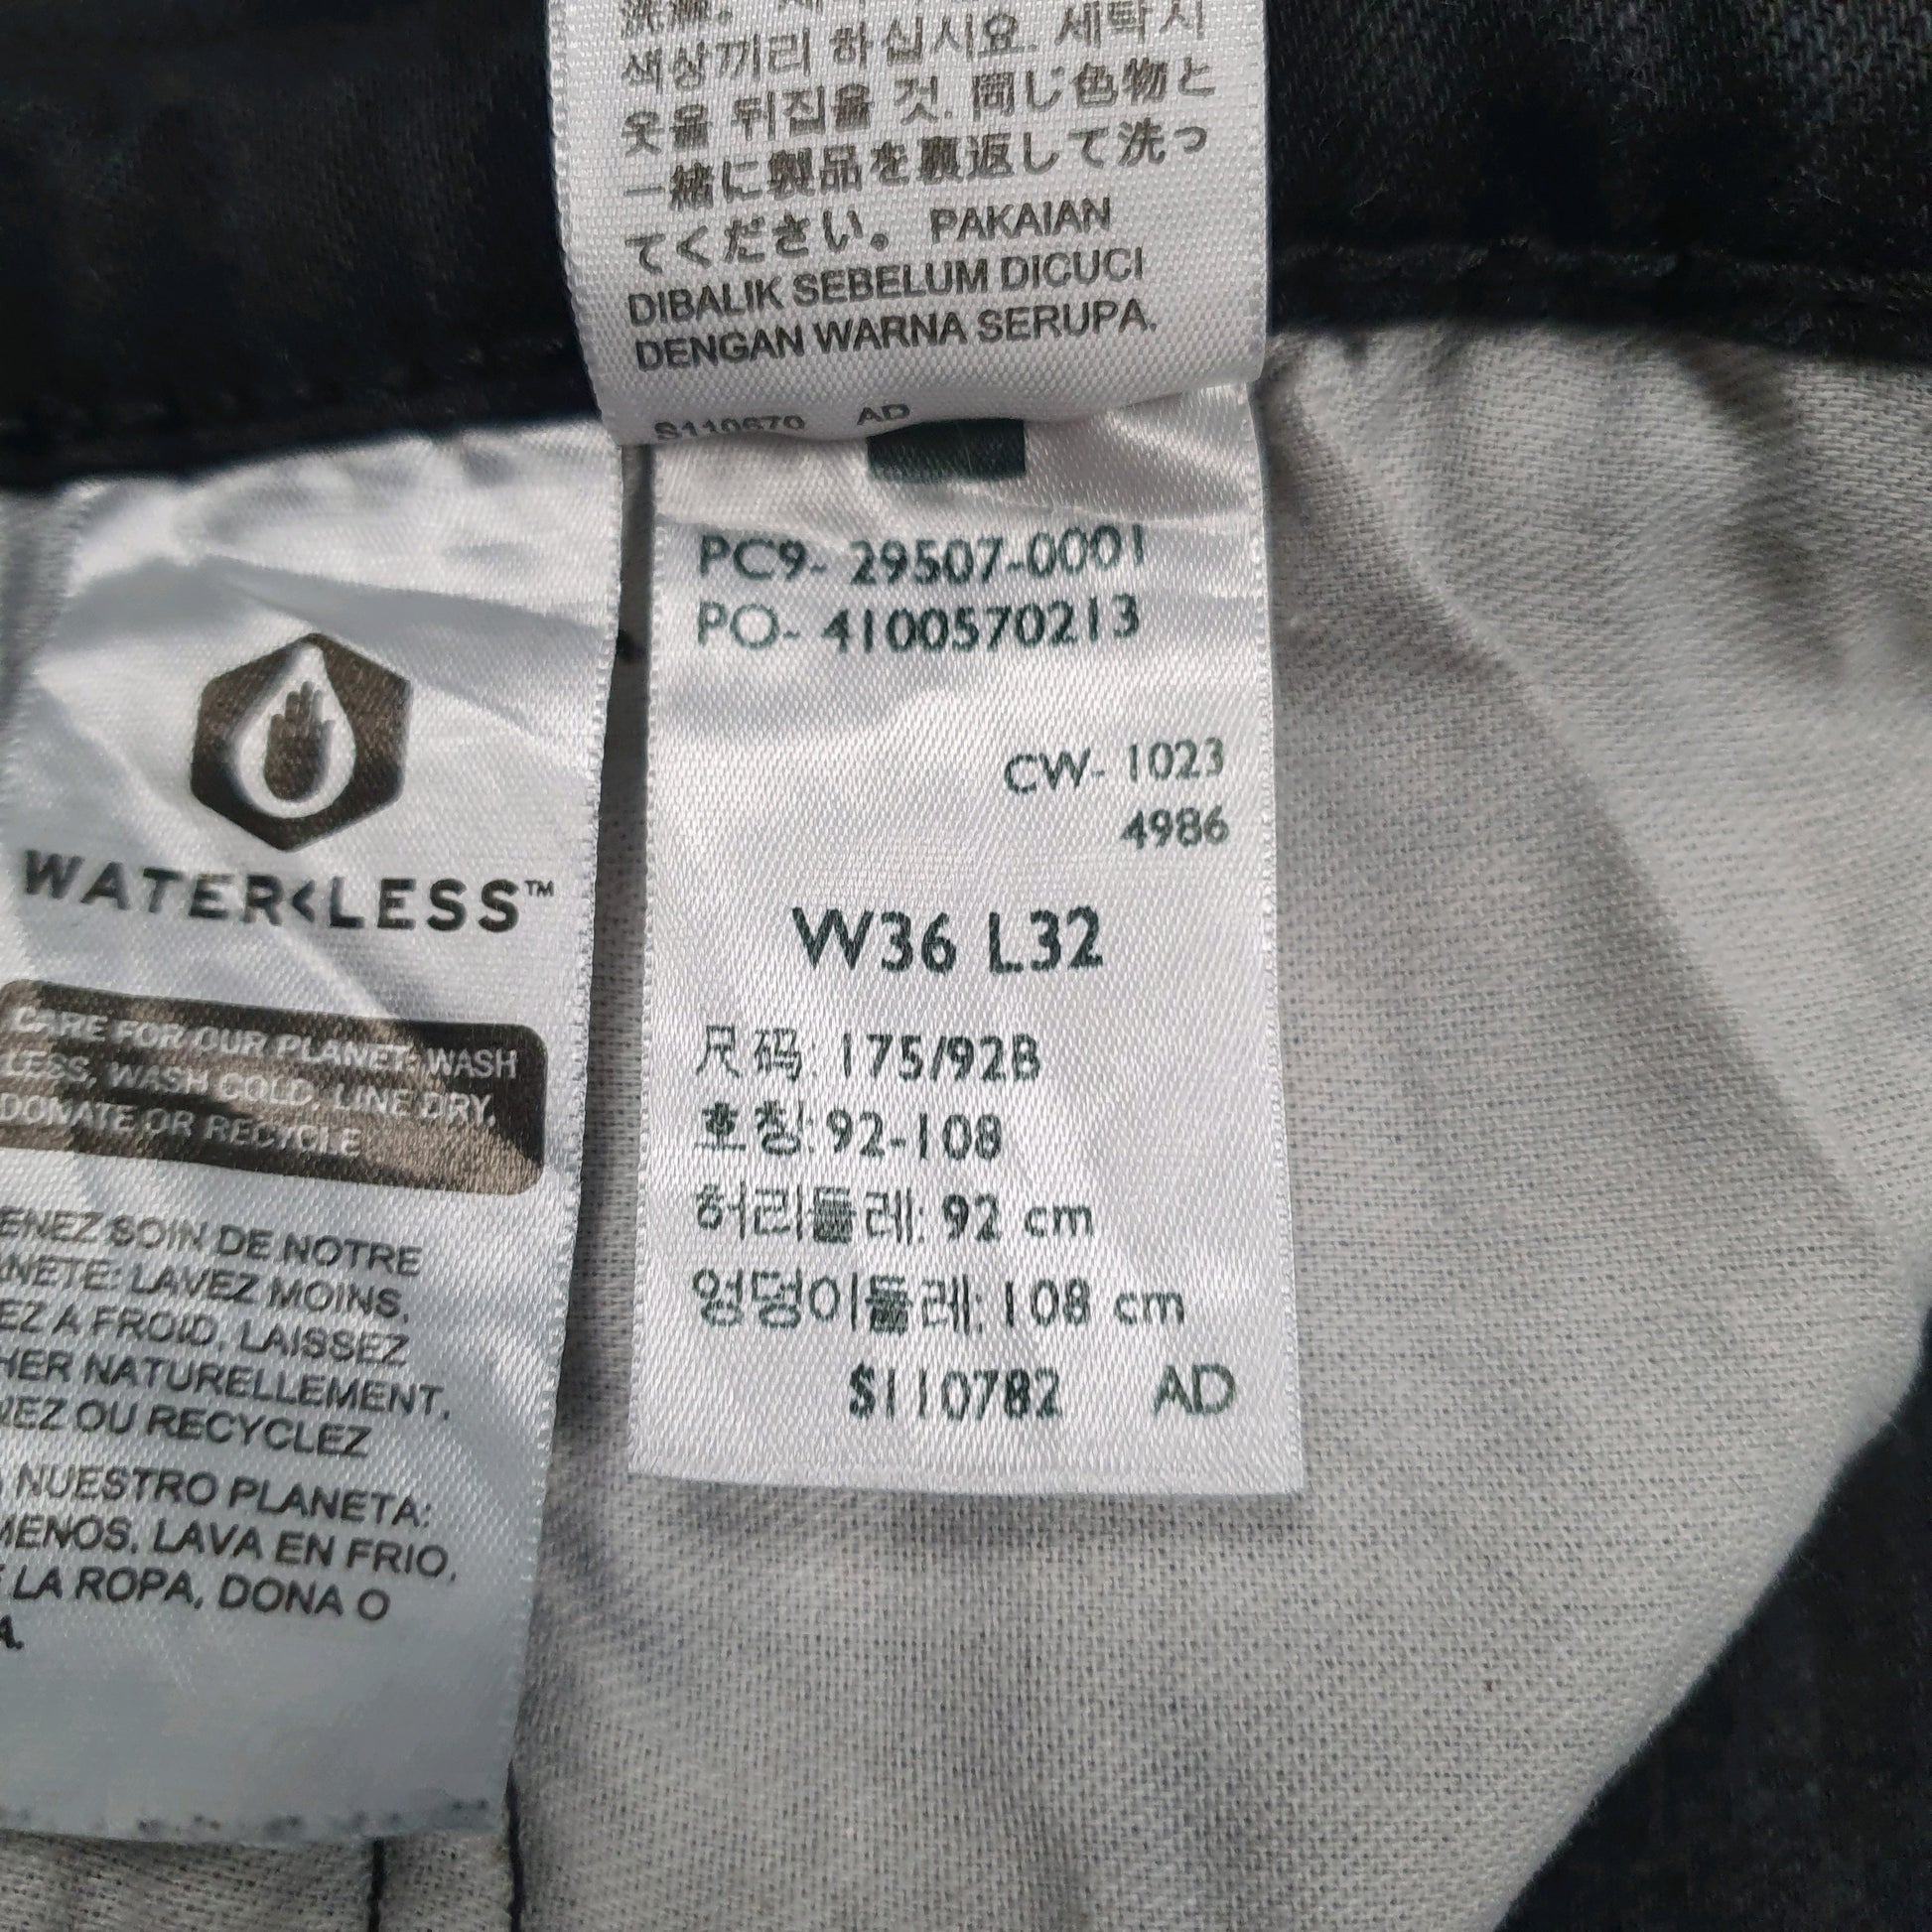 색상끼리 하십시요. 세탁시
옷을 뒤집을 것. 同じ色物と
一緒に製品を裏返して洗っ
てください。 PAKAIAN
DIBALIK SEBELUM DICUCI
DENGAN WARNA SERUPA.
S110670 AD
PC9- 29507-0001
PO- 4100570213
CW- 1023
4986
W36 L32
尺码: 175/92B
호칭: 92-108
허리둘레: 92 cm
엉덩이둘레: 108 cm
S110782 AD
WATER<LESS™
CARE FOR OUR PLANET: WASH
LESS, WASH COLD, LINE DRY,
DONATE OR RECYCLE
ENEZ SOIN DE NOTRE
NETE: LAVEZ MOINS,
EZ A FROID, LAISSEZ
HER NATURELLEMENT,
NEZ OU RECYCLEZ
NUESTRO PLANETA:
MENOS, LAVA EN FRIO,
LA ROPA, DONA O
A.